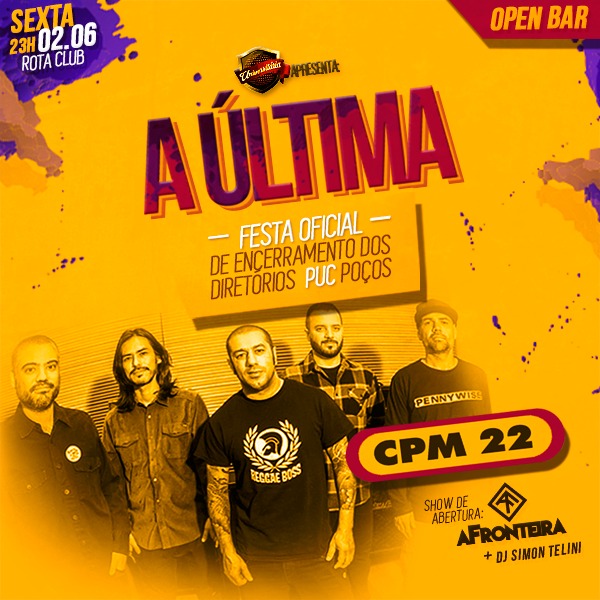 SEXTA
23H 02.06
ROTA CLUB
OPEN BAR
Universitária
APRESENTA:
A ÚLTIMA
— FESTA OFICIAL —
DE ENCERRAMENTO DOS
DIRETÓRIOS PUC POÇOS
PENNYWISE
REGGAE BOSS
CPM 22
SHOW DE
ABERTURA:
AF
AFRONTEIRA
+ DJ SIMON TELINI